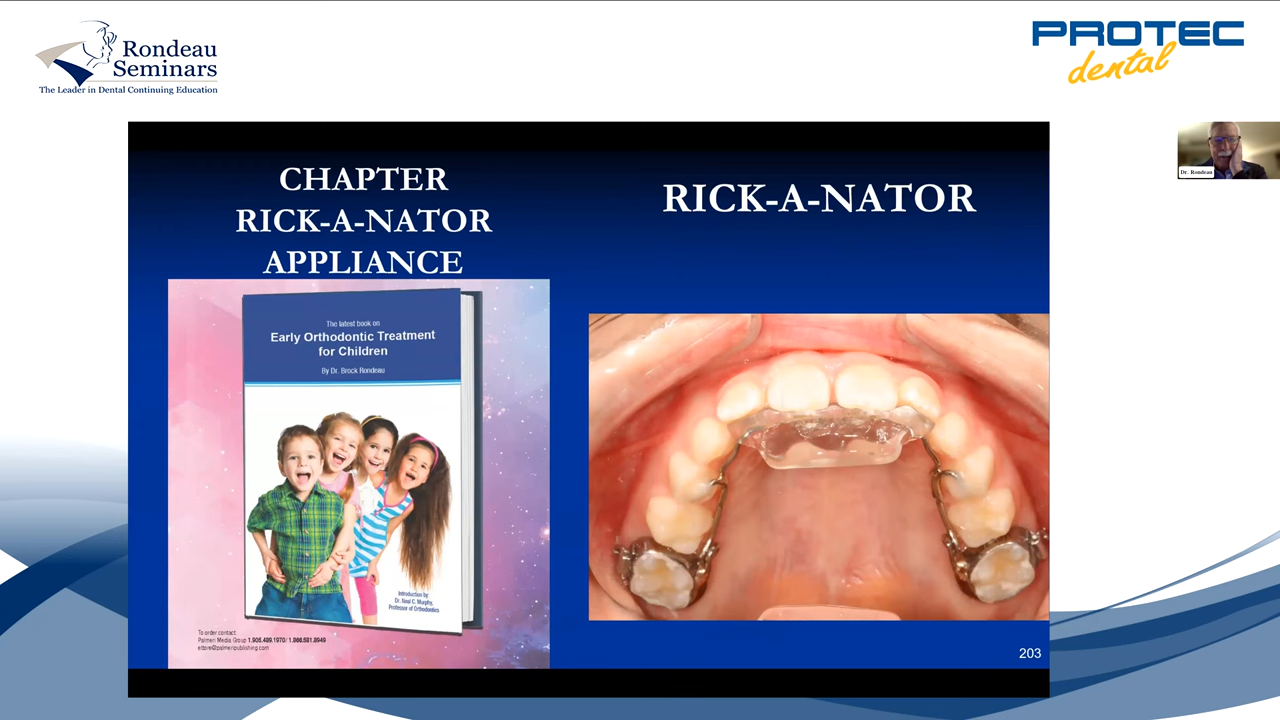 Rondeau
Seminars
The Leader in Dental Continuing Education
PROTEC
dental
Dr. Rondeau
CHAPTER
RICK-A-NATOR
APPLIANCE
The latest book on
Early Orthodontic Treatment
for Children
By Dr. Brock Rondeau
Introduction by:
Dr. Neal C. Murphy,
Professor of Orthodontics
To order contact:
Palmeri Media Group 1.905.489.1970/ 1.866.581.8949
ettore@palmeripublishing.com
RICK-A-NATOR
203